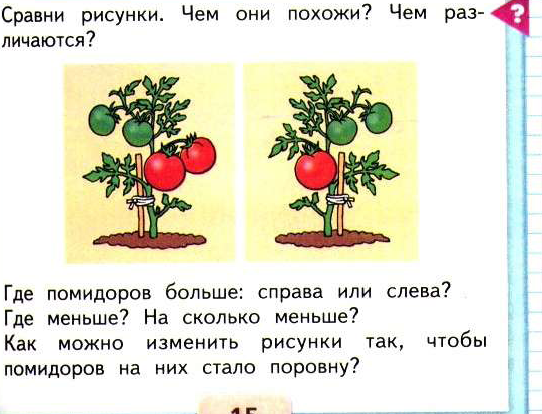 Сравни рисунки. Чем они похожи? Чем раз-
личаются?
?
Где помидоров больше: справа или слева?
Где меньше? На сколько меньше?
Как можно изменить рисунки так, чтобы
помидоров на них стало поровну?
15